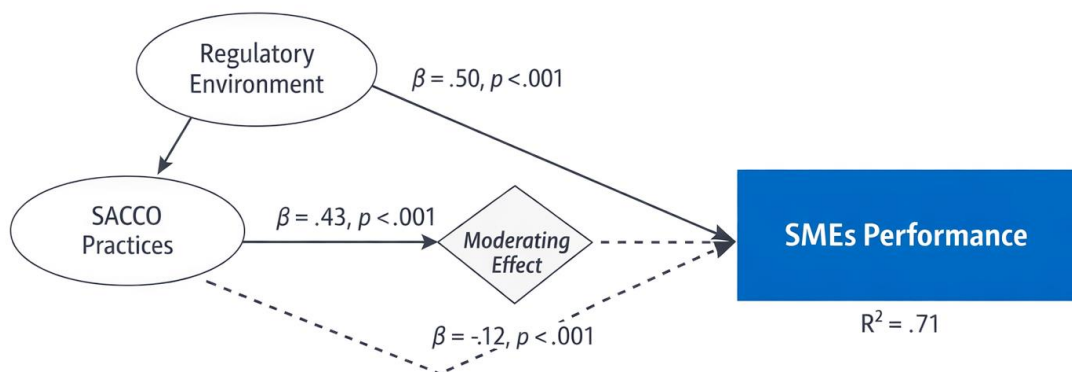 Regulatory
Environment
β = .50, p <.001
SACCO
Practices
β = .43, p <.001
Moderating
Effect
SMEs Performance
R² = .71
β = -.12, p <.001